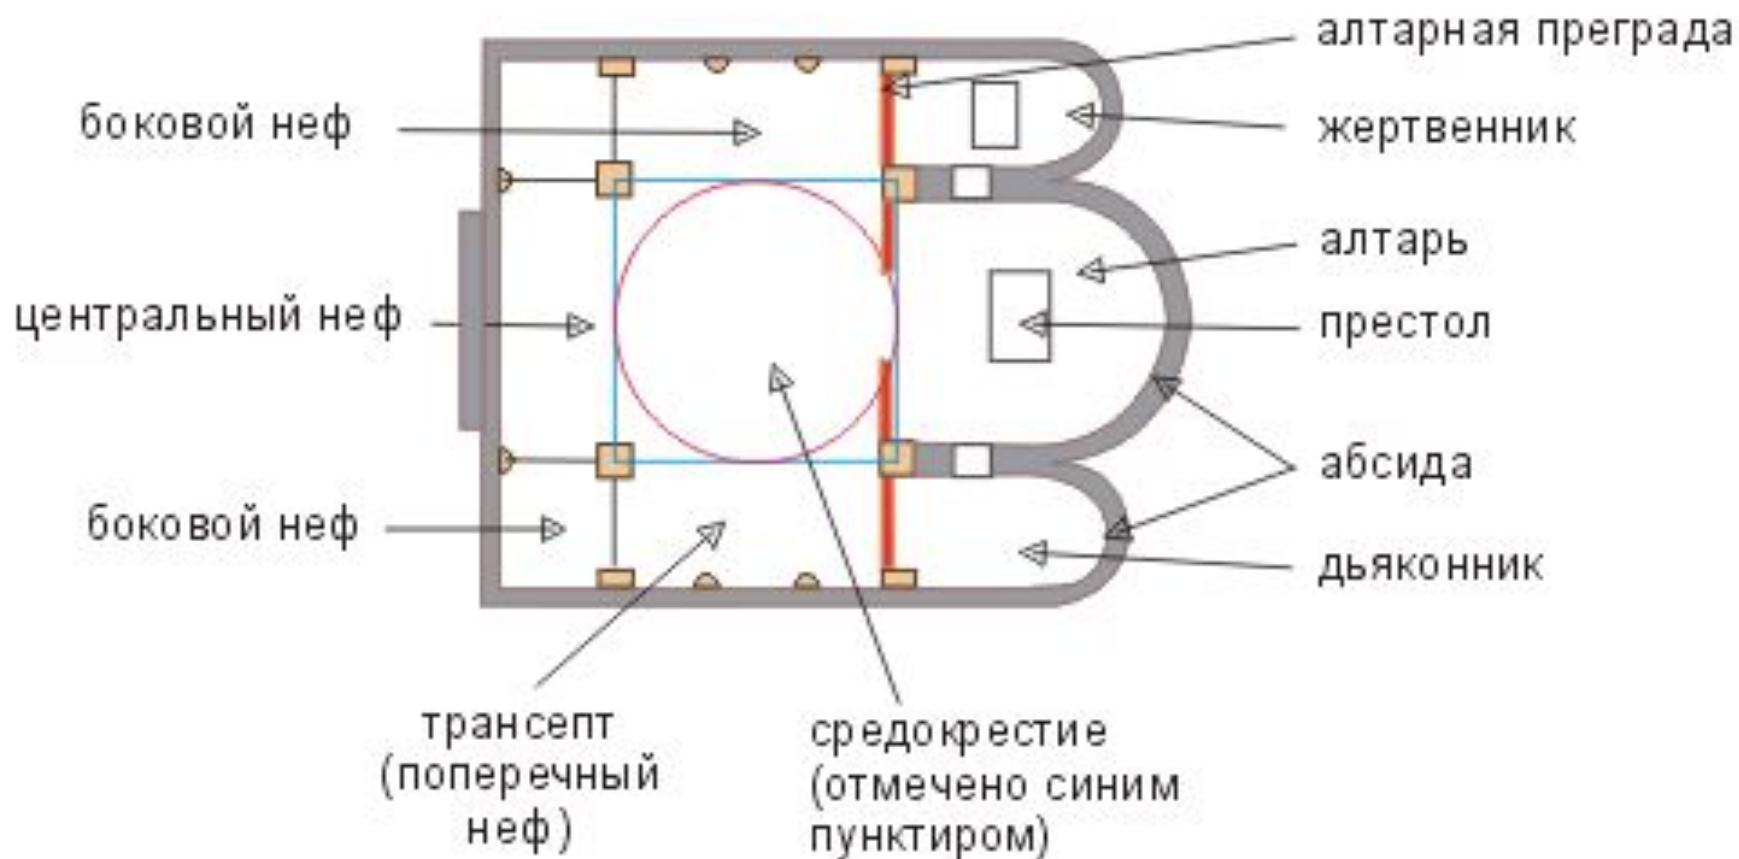 алтарная преграда
боковой неф
жертвенник
алтарь
центральный неф
престол
абсида
боковой неф
дьяконник
трансепт
(поперечный
неф)
средокрестие
(отмечено синим
пунктиром)